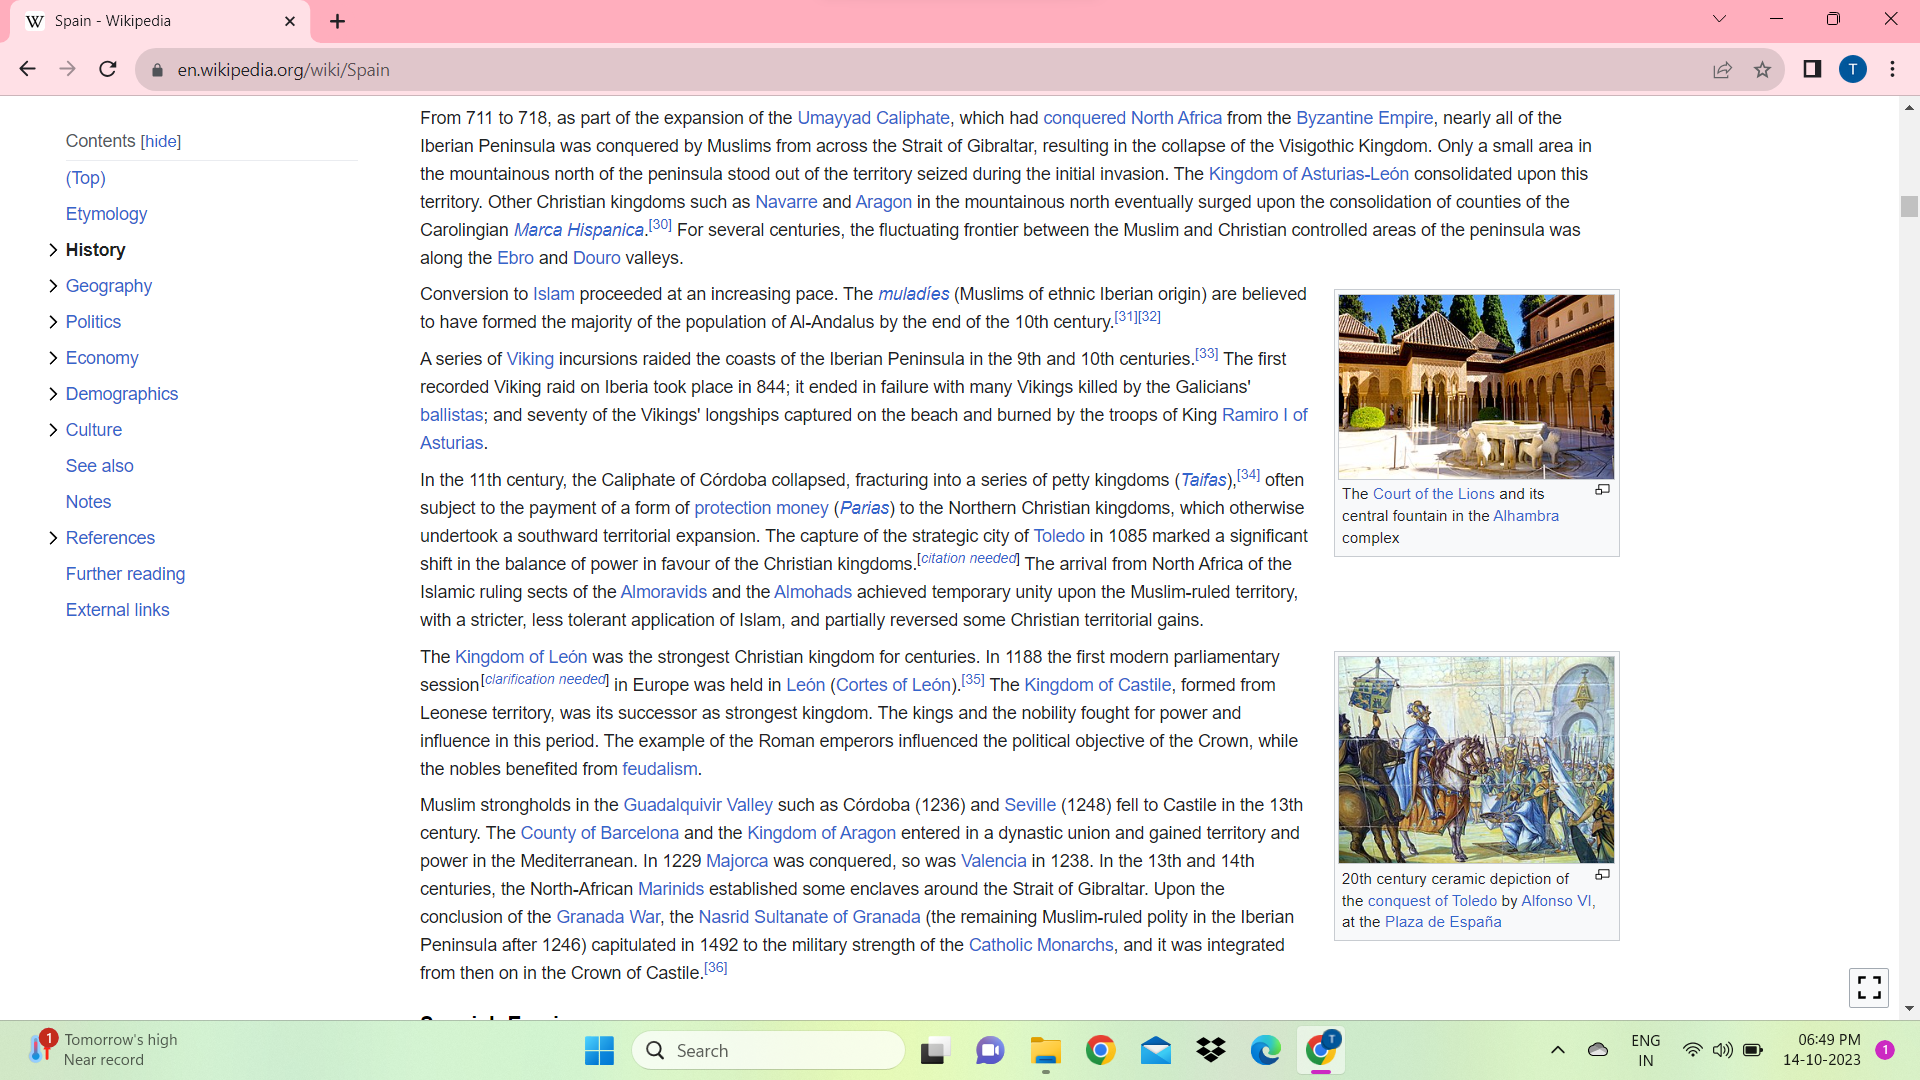 Spain - Wikipedia
en.wikipedia.org/wiki/Spain
T
Contents [hide]
(Top)
Etymology
History
Geography
Politics
Economy
Demographics
Culture
See also
Notes
References
Further reading
External links
From 711 to 718, as part of the expansion of the Umayyad Caliphate, which had conquered North Africa from the Byzantine Empire, nearly all of the
Iberian Peninsula was conquered by Muslims from across the Strait of Gibraltar, resulting in the collapse of the Visigothic Kingdom. Only a small area in
the mountainous north of the peninsula stood out of the territory seized during the initial invasion. The Kingdom of Asturias-León consolidated upon this
territory. Other Christian kingdoms such as Navarre and Aragon in the mountainous north eventually surged upon the consolidation of counties of the
Carolingian Marca Hispanica.[30] For several centuries, the fluctuating frontier between the Muslim and Christian controlled areas of the peninsula was
along the Ebro and Douro valleys.
Conversion to Islam proceeded at an increasing pace. The muladíes (Muslims of ethnic Iberian origin) are believed
to have formed the majority of the population of Al-Andalus by the end of the 10th century.[31][32]
A series of Viking incursions raided the coasts of the Iberian Peninsula in the 9th and 10th centuries.[33] The first
recorded Viking raid on Iberia took place in 844; it ended in failure with many Vikings killed by the Galicians'
ballistas; and seventy of the Vikings' longships captured on the beach and burned by the troops of King Ramiro I of
Asturias.
In the 11th century, the Caliphate of Córdoba collapsed, fracturing into a series of petty kingdoms (Taifas),[34] often
subject to the payment of a form of protection money (Parias) to the Northern Christian kingdoms, which otherwise
undertook a southward territorial expansion. The capture of the strategic city of Toledo in 1085 marked a significant
shift in the balance of power in favour of the Christian kingdoms.[citation needed] The arrival from North Africa of the
Islamic ruling sects of the Almoravids and the Almohads achieved temporary unity upon the Muslim-ruled territory,
with a stricter, less tolerant application of Islam, and partially reversed some Christian territorial gains.
The Kingdom of León was the strongest Christian kingdom for centuries. In 1188 the first modern parliamentary
session[clarification needed] in Europe was held in León (Cortes of León).[35] The Kingdom of Castile, formed from
Leonese territory, was its successor as strongest kingdom. The kings and the nobility fought for power and
influence in this period. The example of the Roman emperors influenced the political objective of the Crown, while
the nobles benefited from feudalism.
Muslim strongholds in the Guadalquivir Valley such as Córdoba (1236) and Seville (1248) fell to Castile in the 13th
century. The County of Barcelona and the Kingdom of Aragon entered in a dynastic union and gained territory and
power in the Mediterranean. In 1229 Majorca was conquered, so was Valencia in 1238. In the 13th and 14th
centuries, the North-African Marinids established some enclaves around the Strait of Gibraltar. Upon the
conclusion of the Granada War, the Nasrid Sultanate of Granada (the remaining Muslim-ruled polity in the Iberian
Peninsula after 1246) capitulated in 1492 to the military strength of the Catholic Monarchs, and it was integrated
from then on in the Crown of Castile.[36]
The Court of the Lions and its
central fountain in the Alhambra
complex
20th century ceramic depiction of
the conquest of Toledo by Alfonso VI,
at the Plaza de España
1
Tomorrow's high
Near record
Search
T
ENG
IN
06:49 PM
14-10-2023
1